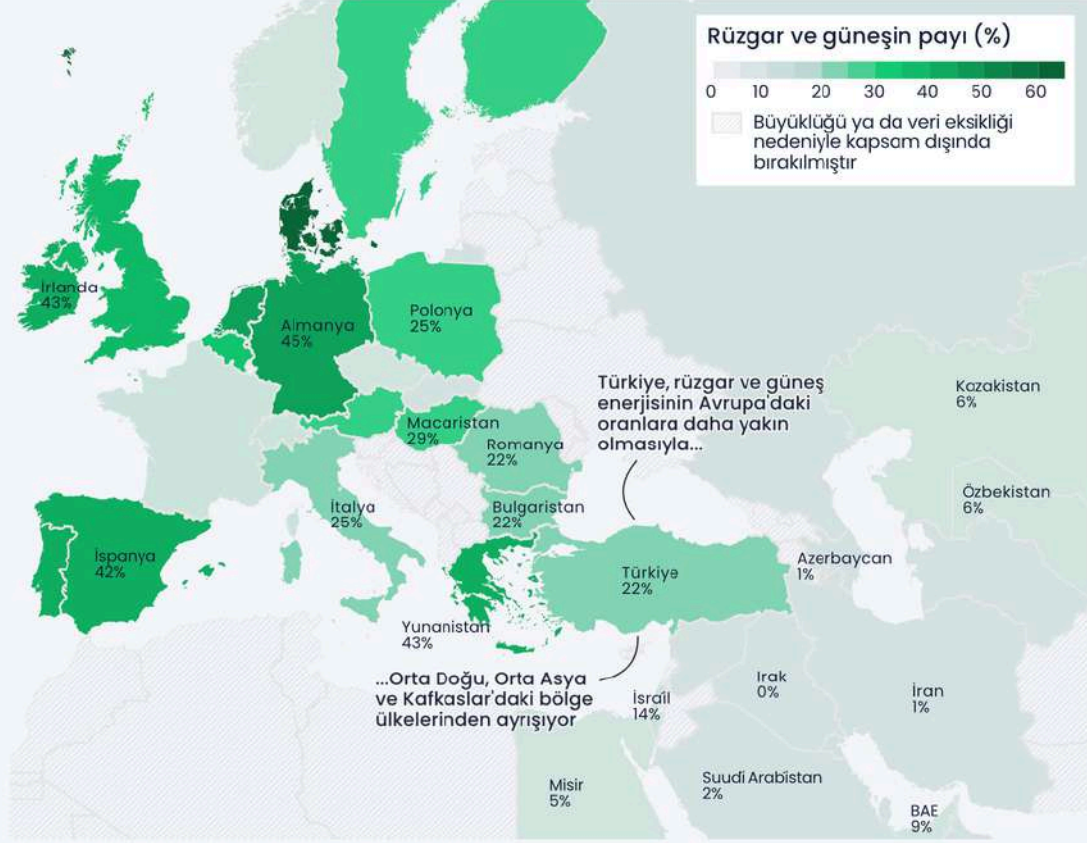 Rüzgar ve güneşin payı (%)
0 10 20 30 40 50 60
Büyüklüğü ya da veri eksikliği
nedeniyle kapsam dışında
bırakılmıştır
İrlanda
43%
Almanya
45%
Polonya
25%
Türkiye, rüzgar ve güneş
enerjisinin Avrupa'daki
oranlara daha yakın
olmasıyla...
Kazakistan
6%
Macaristan
29%
Romanya
22%
Özbekistan
6%
İtalya
25%
Bulgaristan
22%
İspanya
42%
Azerbaycan
1%
Türkiye
22%
Yunanistan
43%
...Orta Doğu, Orta Asya
ve Kafkaslar'daki bölge
ülkelerinden ayrışıyor
İsrail
14%
Irak
0%
İran
1%
Misir
5%
Suudi Arabistan
2%
BAE
9%